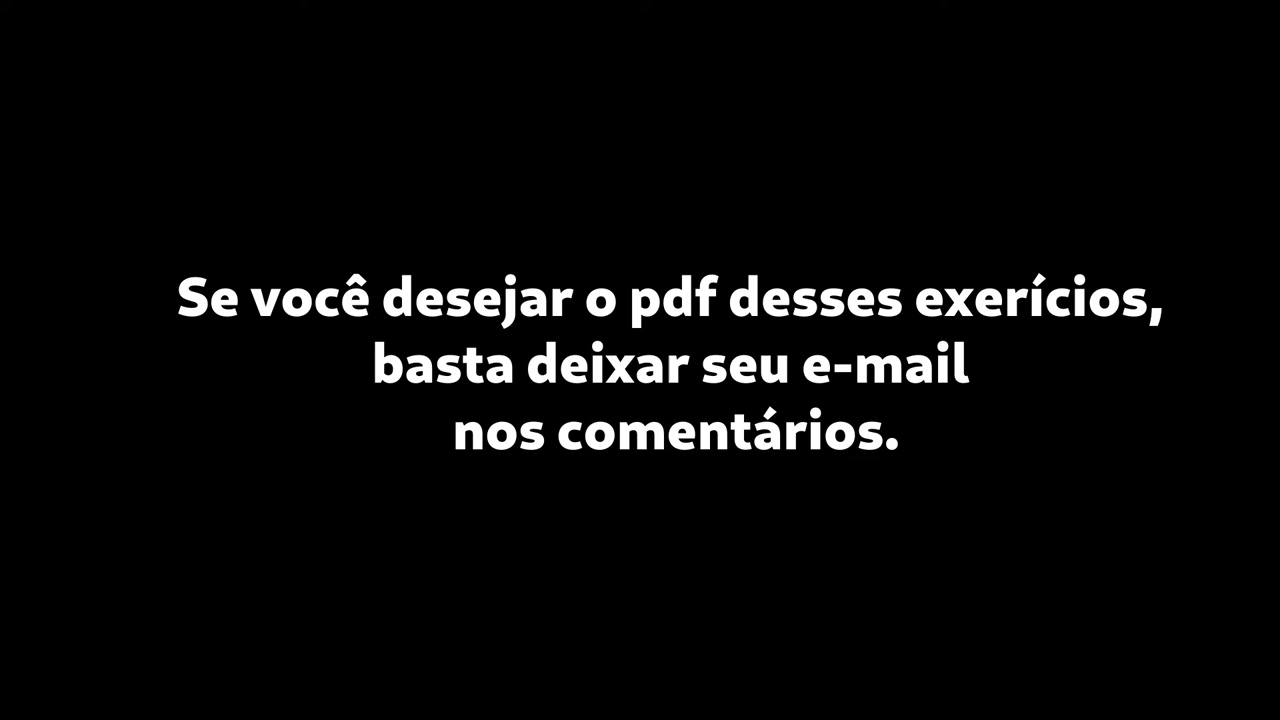 Se você desejar o pdf desses exerícios,
basta deixar seu e-mail
nos comentários.